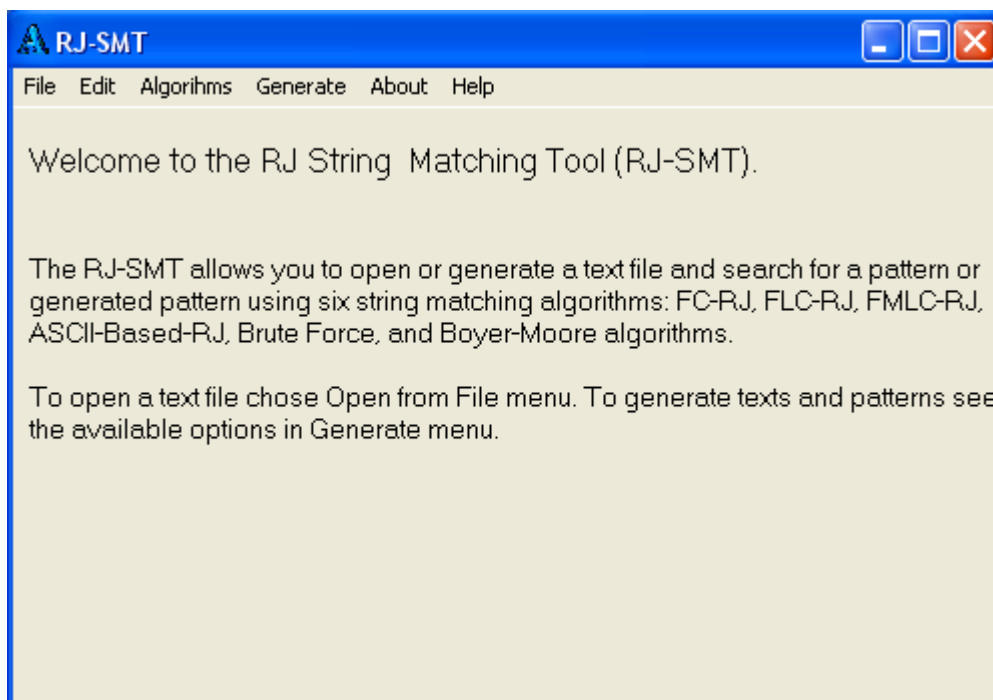 RJ-SMT
File Edit Algorihms Generate About Help
Welcome to the RJ String Matching Tool (RJ-SMT).
The RJ-SMT allows you to open or generate a text file and search for a pattern or
generated pattern using six string matching algorithms: FC-RJ, FLC-RJ, FMLC-RJ,
ASCII-Based-RJ, Brute Force, and Boyer-Moore algorithms.
To open a text file chose Open from File menu. To generate texts and patterns see
the available options in Generate menu.